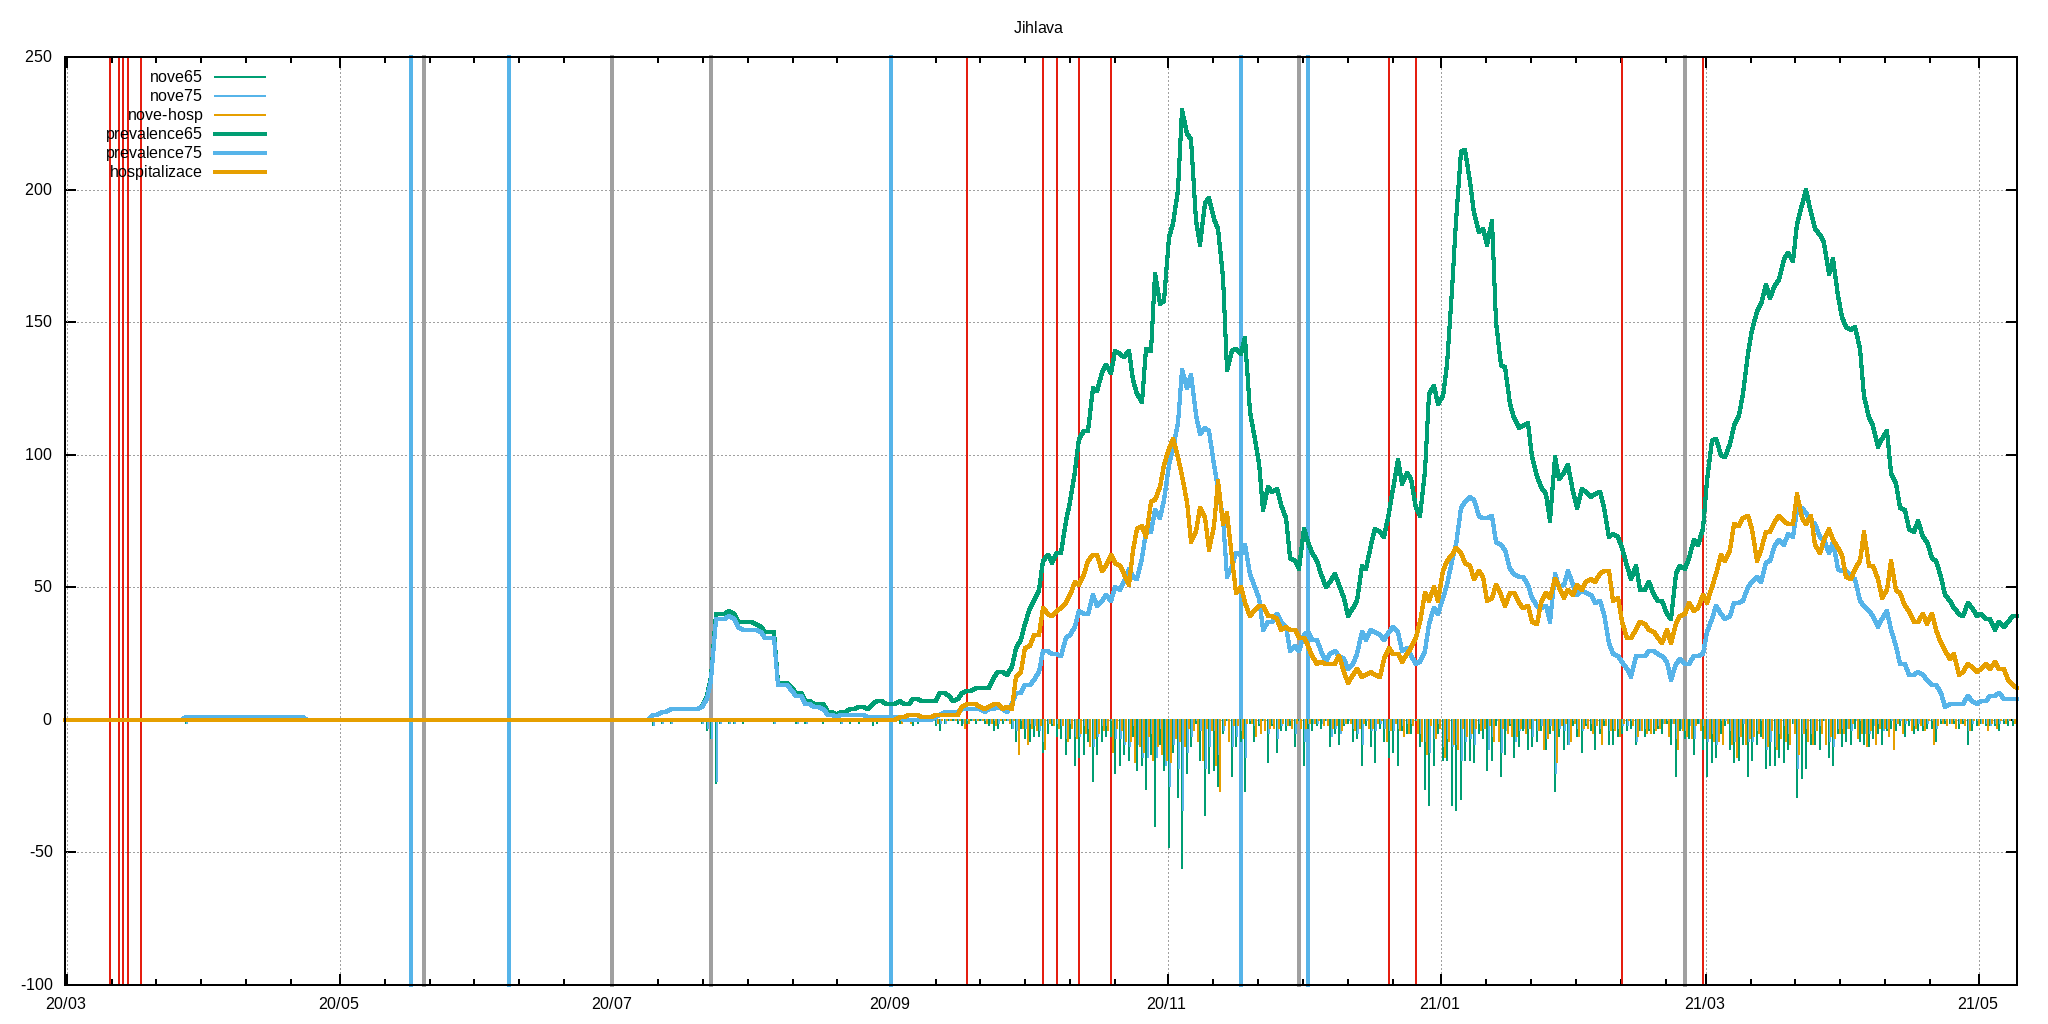 Jihlava
250
200
150
100
50
0
-50
-100
nove65
nove75
nove-hosp
prevalence65
prevalence75
hospitalizace
20/03 20/05 20/07 20/09 20/11 21/01 21/03 21/05